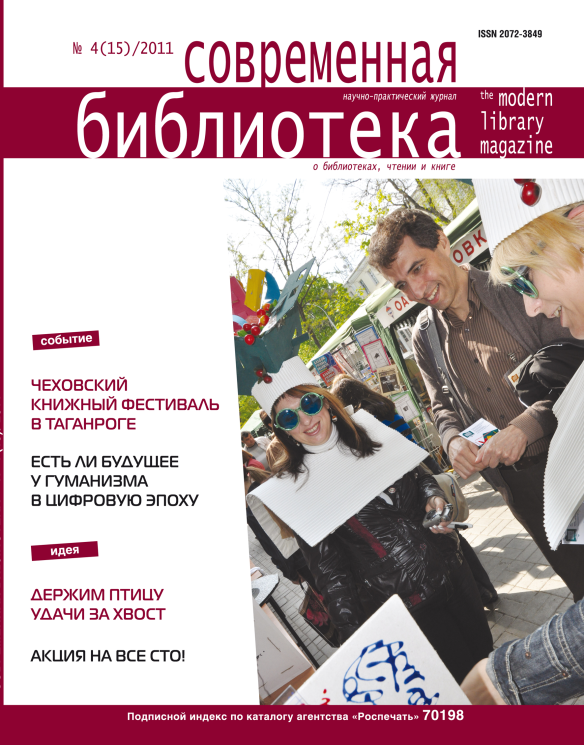 ISSN 2072-3849
№ 4(15)/2011
современная
научно-практический журнал
библиотека
the modern
library
magazine
о библиотеках, чтении и книге
событие
ЧЕХОВСКИЙ
КНИЖНЫЙ ФЕСТИВАЛЬ
В ТАГАНРОГЕ
ЕСТЬ ЛИ БУДУЩЕЕ
У ГУМАНИЗМА
В ЦИФРОВУЮ ЭПОХУ
идея
ДЕРЖИМ ПТИЦУ
УДАЧИ ЗА ХВОСТ
АКЦИЯ НА ВСЕ СТО!
Подписной индекс по каталогу агентства «Роспечать» 70198